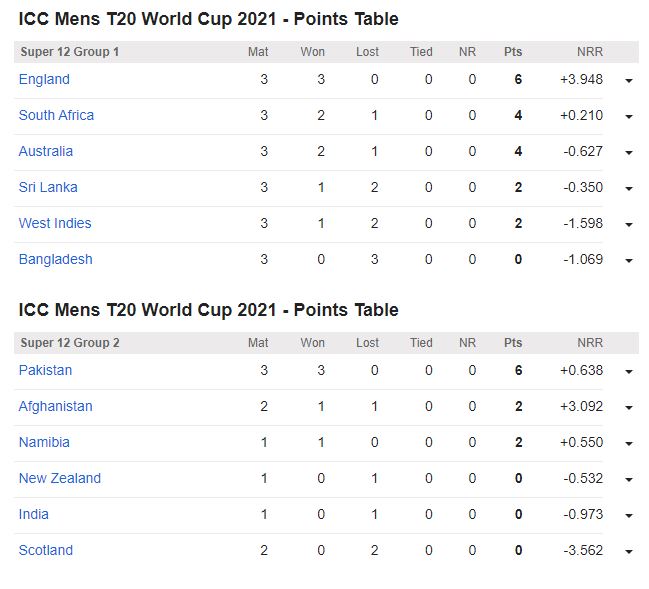 ICC Mens T20 World Cup 2021 - Points Table
Super 12 Group 1 Mat Won Lost Tied NR Pts NRR
England 3 3 0 0 0 6 +3.948
South Africa 3 2 1 0 0 4 +0.210
Australia 3 2 1 0 0 4 -0.627
Sri Lanka 3 1 2 0 0 2 -0.350
West Indies 3 1 2 0 0 2 -1.598
Bangladesh 3 0 3 0 0 0 -1.069
ICC Mens T20 World Cup 2021 - Points Table
Super 12 Group 2 Mat Won Lost Tied NR Pts NRR
Pakistan 3 3 0 0 0 6 +0.638
Afghanistan 2 1 1 0 0 2 +3.092
Namibia 1 1 0 0 0 2 +0.550
New Zealand 1 0 1 0 0 0 -0.532
India 1 0 1 0 0 0 -0.973
Scotland 2 0 2 0 0 0 -3.562